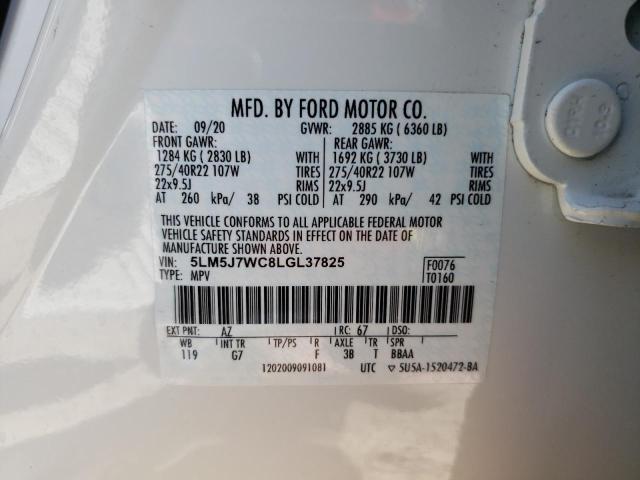 MFD. BY FORD MOTOR CO.
DATE: 09/20 GVWR: 2885 KG ( 6360 LB)
FRONT GAWR: REAR GAWR:
1284 KG ( 2830 LB) WITH 1692 KG ( 3730 LB) WITH
275/40R22 107W TIRES 275/40R22 107W TIRES
22x9.5J RIMS 22x9.5J RIMS
AT 260 kPa/ 38 PSI COLD AT 290 kPa/ 42 PSI COLD
THIS VEHICLE CONFORMS TO ALL APPLICABLE FEDERAL MOTOR
VEHICLE SAFETY STANDARDS IN EFFECT ON THE DATE OF
MANUFACTURE SHOWN ABOVE.
VIN: 5LM5J7WC8LGL37825 F0076
TYPE: MPV T0160
EXT PNT: AZ RC: 67 DSO:
WB INT TR TP/PS R AXLE TR SPR
119 G7 F 3B T BBAA
1202009091081 UTC ▽ 5U5A-1520472-BA